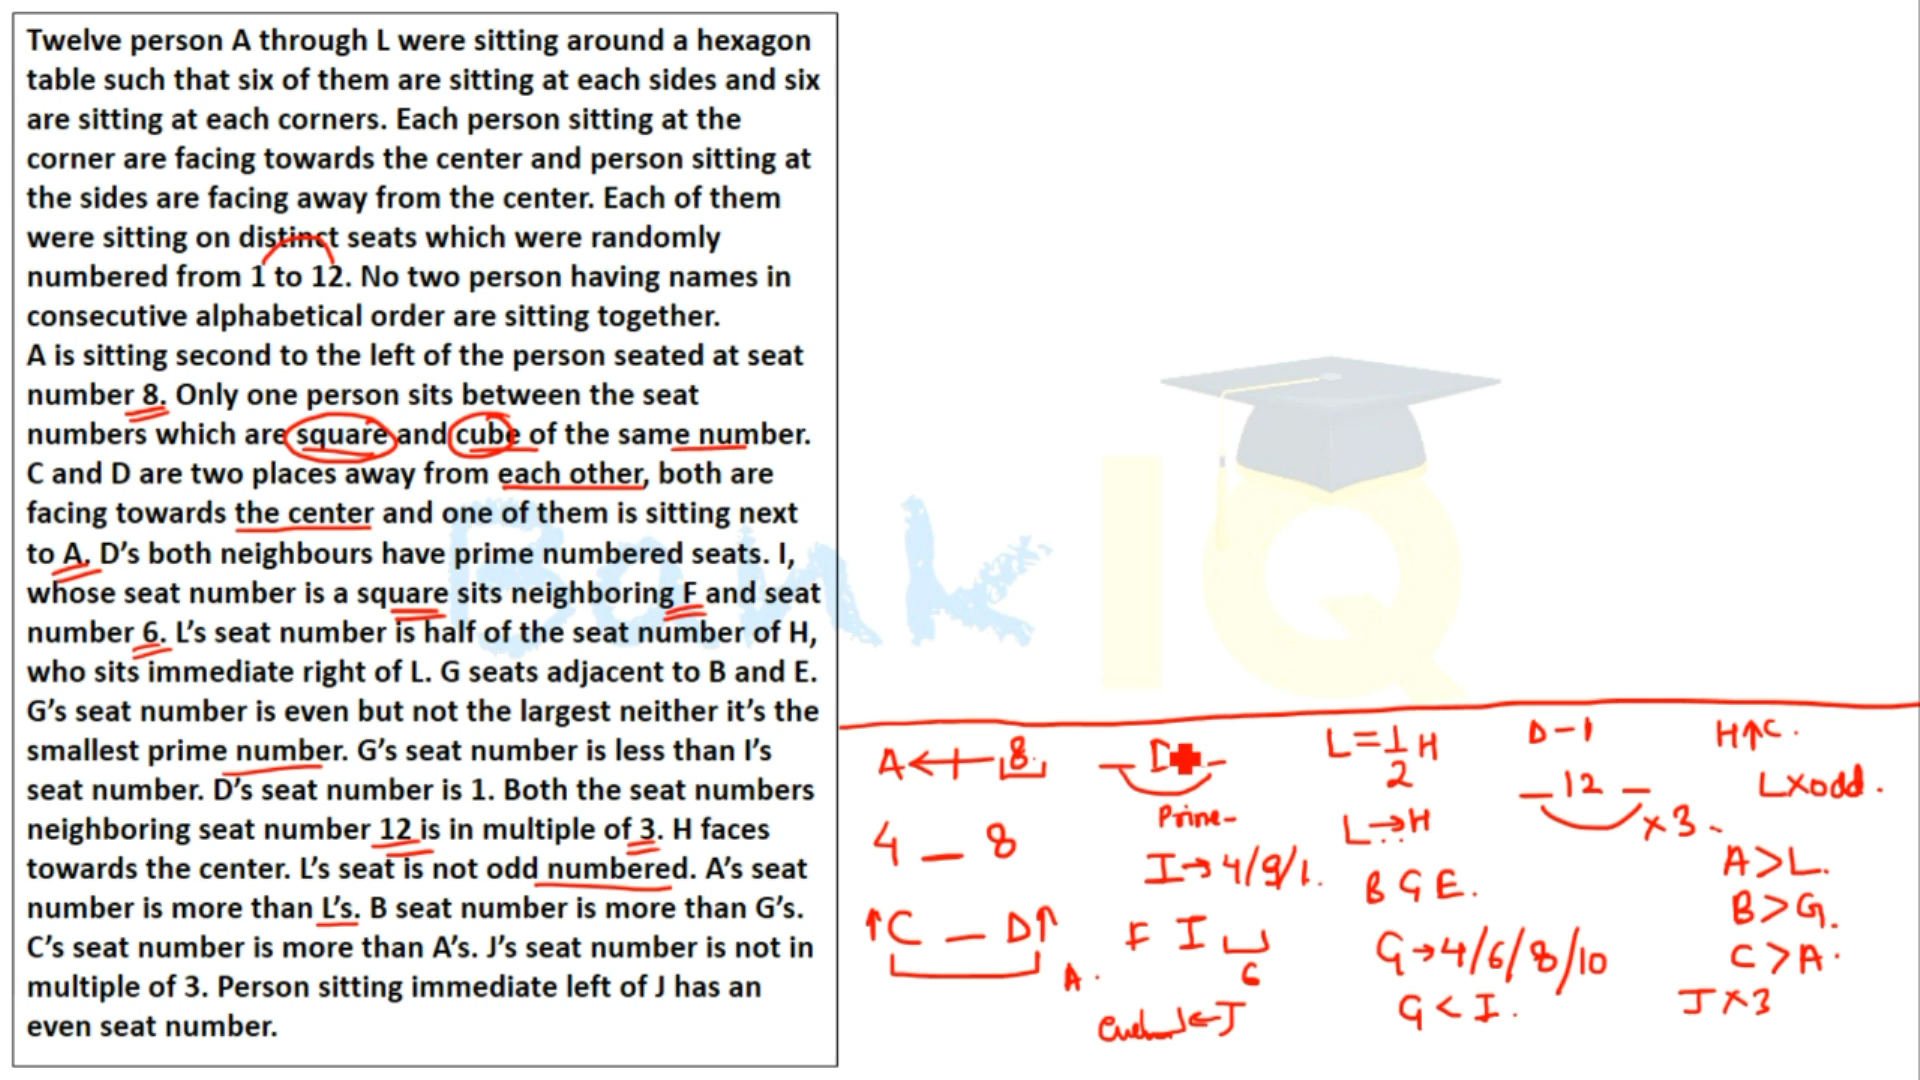 Twelve person A through L were sitting around a hexagon
table such that six of them are sitting at each sides and six
are sitting at each corners. Each person sitting at the
corner are facing towards the center and person sitting at
the sides are facing away from the center. Each of them
were sitting on distinct seats which were randomly
numbered from 1 to 12. No two person having names in
consecutive alphabetical order are sitting together.
A is sitting second to the left of the person seated at seat
number 8. Only one person sits between the seat
numbers which are square and cube of the same number.
C and D are two places away from each other, both are
facing towards the center and one of them is sitting next
to A. D's both neighbours have prime numbered seats. I,
whose seat number is a square sits neighboring F and seat
number 6. L's seat number is half of the seat number of H,
who sits immediate right of L. G seats adjacent to B and E.
G's seat number is even but not the largest neither it's the
smallest prime number. G's seat number is less than I's
seat number. D's seat number is 1. Both the seat numbers
neighboring seat number 12 is in multiple of 3. H faces
towards the center. L's seat is not odd numbered. A's seat
number is more than L's. B seat number is more than G's.
C's seat number is more than A's. J's seat number is not in
multiple of 3. Person sitting immediate left of J has an
even seat number.
Bank IQ
A ← 8
4 _ 8
↑C _ D↑
A.
_ D _
Prine-
I→4/9/1.
F I
6
←J
L = 1/2 H
L→H
B G E.
G→4/6/8/10
G < I.
D-1
_ 12 _
×3-
H↑C.
L×odd.
A>L.
B>G.
C>A.
J×3